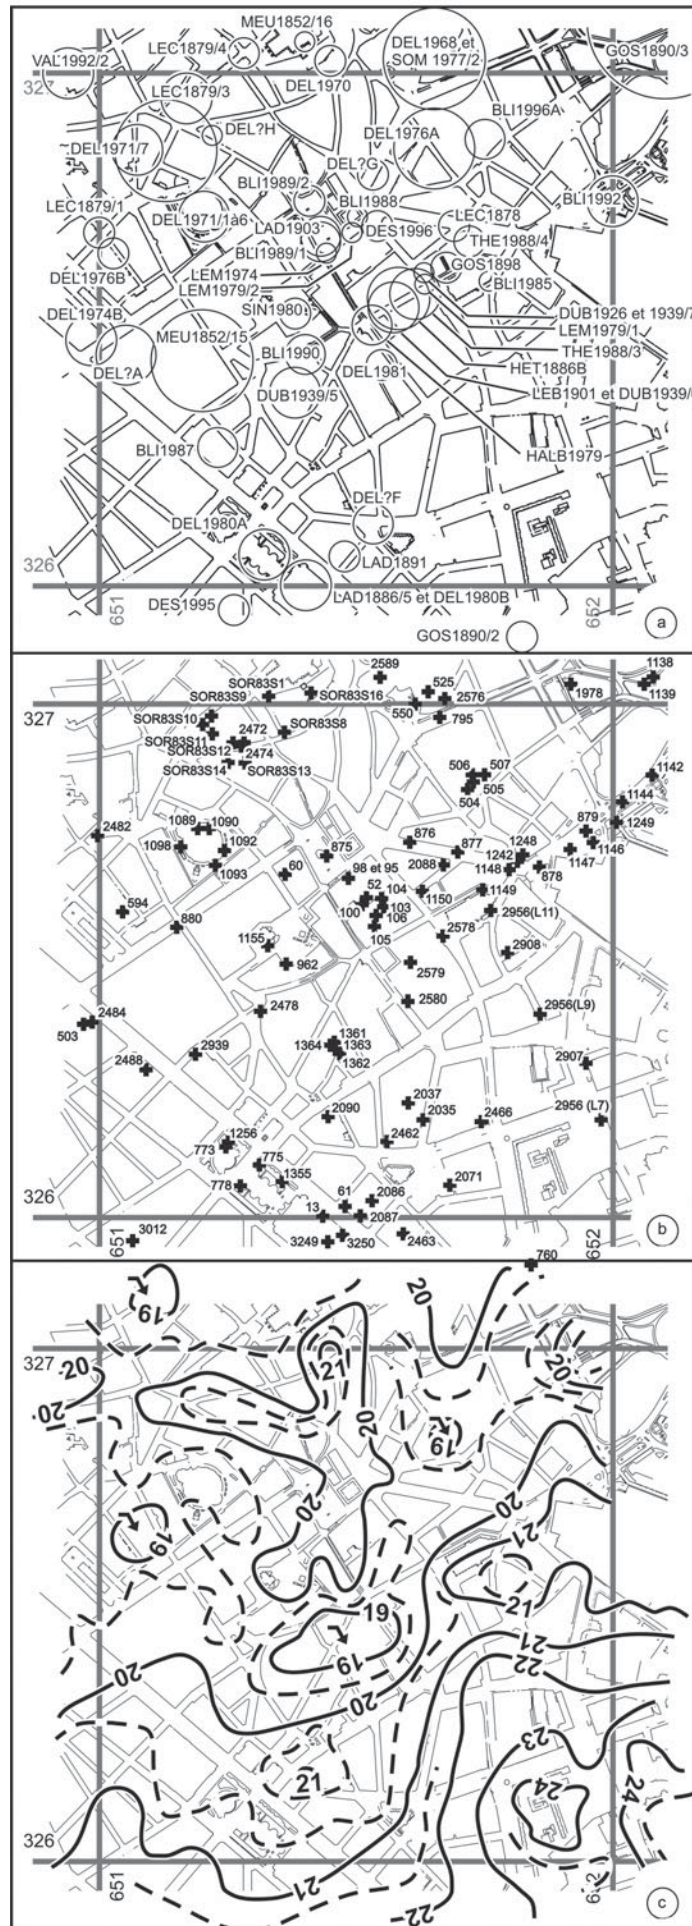 MEU1852/16
VAL1992/2
LEC1879/4
DEL1968 et
SOM 1977/2
GOS1890/3
327
DEL1970
LEC1879/3
BLI1996A
DEL?H
DEL1976A
DEL1971/7
DEL?G
BLI1989/2
BLI1992
LEC1879/1
BLI1988
DEL1971/1à6
LEC1878
LAD1903
DES1996
THE1988/4
BLI1989/1
DEL1976B
LEM1974
GOS1898
LEM1979/2
BLI1985
DEL1974B
SIN1980
DUB1926 et 1939/7
MEU1852/15
LEM1979/1
BLI1990
THE1988/3
DEL?A
DEL1981
HET1886B
DUB1939/5
LEB1901 et DUB1939/6
BLI1987
HALB1979
DEL?F
DEL1980A
LAD1891
326
LAD1886/5 et DEL1980B
651
652
DES1995
GOS1890/2
a
2589
1138
SOR83S1
525
SOR83S9
SOR83S16
2576
1978
1139
327
550
SOR83S10
795
SOR83S8
2472
SOR83S11
SOR83S12
2474
SOR83S14
SOR83S13
506
507
1142
505
504
1144
1089
1090
879
1249
2482
876
1248
1098
1092
875
877
1242
1146
2088
1148
1147
1093
60
98 et 95
878
52
104
1150
1149
594
100
103
2956(L11)
880
106
105
2578
1155
2908
962
2579
2478
2580
2956(L9)
2484
503
1361
1364
1363
2939
1362
2907
2488
2037
2090
2035
2466
2956 (L7)
1256
2462
773
775
1355
2071
778
61
2086
326
13
2087
651
652
3012
3249
3250
2463
b
760
19
20
327
21
20
20
20
20
19
19
20
20
21
19
21
19
21
22
20
20
23
21
24
24
326
21
651
652
22
c